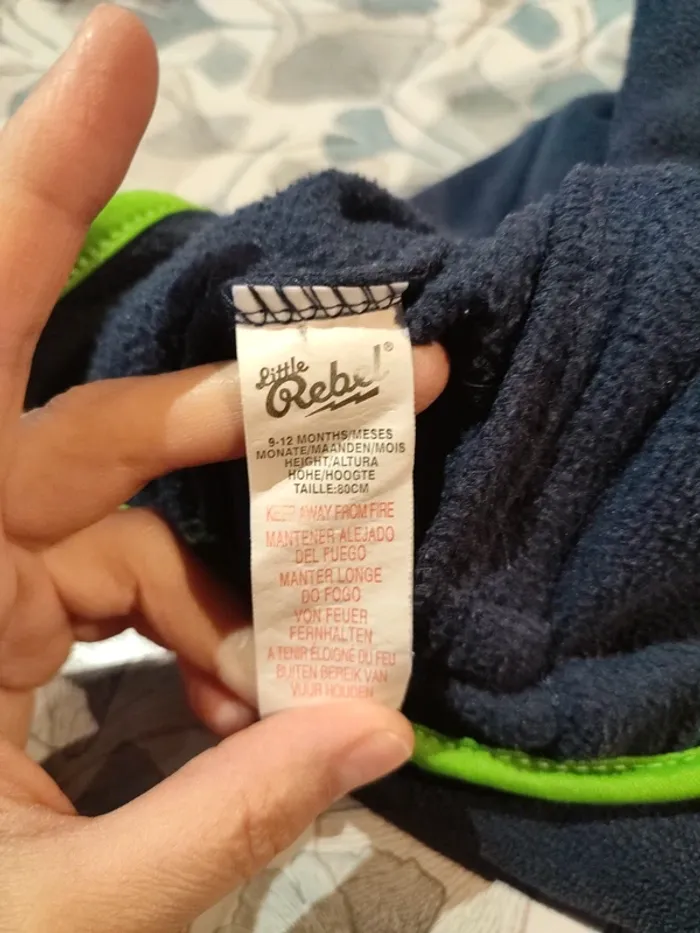 Little
Rebel®
9-12 MONTHS/MESES
MONATE/MAANDEN/MOIS
HEIGHT/ALTURA
HÖHE/HOOGTE
TAILLE:80CM
KEEP AWAY FROM FIRE
MANTENER ALEJADO
DEL FUEGO
MANTER LONGE
DO FOGO
VON FEUER
FERNHALTEN
A TENIR ÉLOIGNÉ DU FEU
BUITEN BEREIK VAN
VUUR HOUDEN